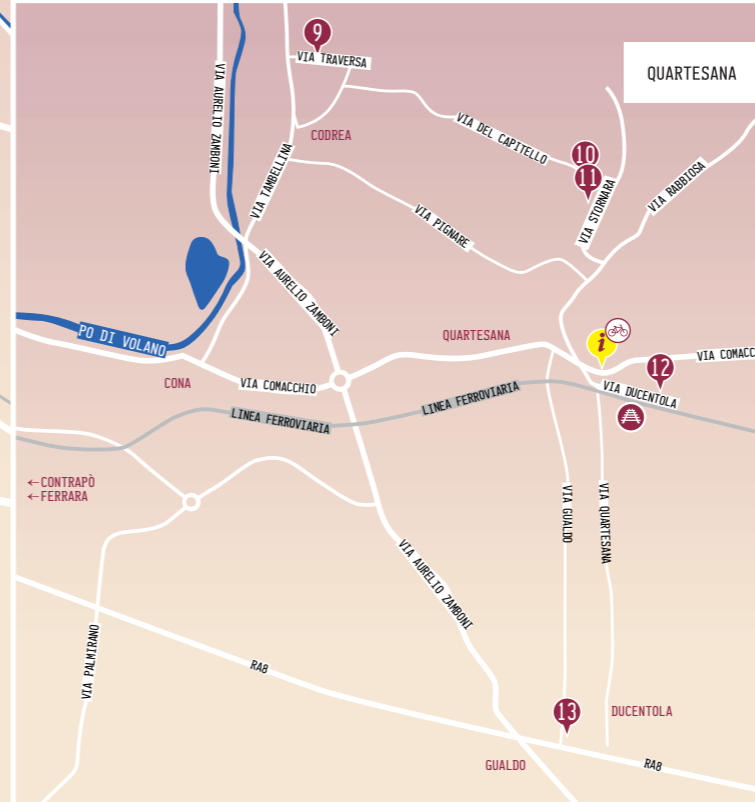 9
VIA TRAVERSA
QUARTESANA
VIA AURELIO ZAMBONI
CODREA
VIA DEL CAPITELLO
10
11
VIA TAMBELLINA
VIA STORNARA
VIA RABBIOSA
VIA PIGNARE
VIA AURELIO ZAMBONI
PO DI VOLANO
QUARTESANA
i
VIA COMACC
12
CONA
VIA COMACCHIO
VIA DUCENTOLA
LINEA FERROVIARIA
LINEA FERROVIARIA
←CONTRAPÒ
←FERRARA
VIA GUALDO
VIA QUARTESANA
VIA AURELIO ZAMBONI
VIA PALMIRANO
RA8
13
DUCENTOLA
GUALDO
RA8